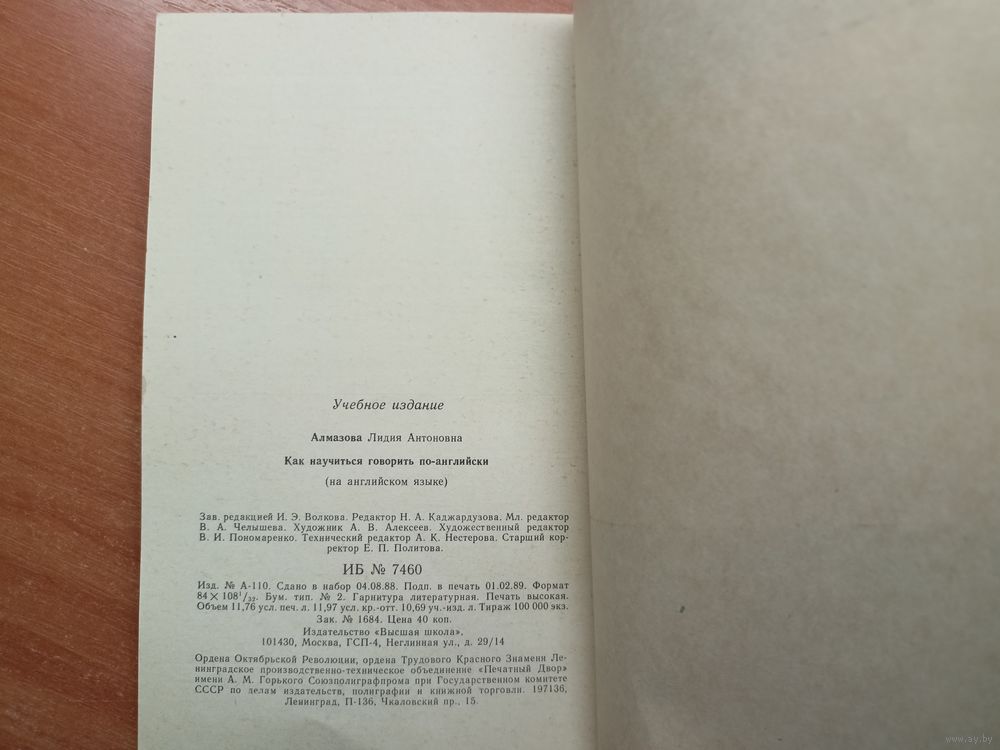 Учебное издание
Алмазова Лидия Антоновна
Как научиться говорить по-английски
(на английском языке)
Зав. редакцией И. Э. Волкова. Редактор Н. А. Каджардузова. Мл. редактор
В. А. Челышева. Художник А. В. Алексеев. Художественный редактор
В. И. Пономаренко. Технический редактор А. К. Нестерова. Старший кор-
ректор Е. П. Политова.
ИБ № 7460
Изд. № А-110. Сдано в набор 04.08.88. Подп. в печать 01.02.89. Формат
84×108¹/₃₂. Бум. тип. № 2. Гарнитура литературная. Печать высокая.
Объем 11,76 усл. печ. л. 11,97 усл. кр.-отт. 10,69 уч.-изд. л. Тираж 100 000 экз.
Зак. № 1684. Цена 40 коп.
Издательство «Высшая школа».
101430, Москва, ГСП-4, Неглинная ул., д. 29/14
Ордена Октябрьской Революции, ордена Трудового Красного Знамени Ле-
нинградское производственно-техническое объединение «Печатный Двор»
имени А. М. Горького Союзполиграфпрома при Государственном комитете
СССР по делам издательств, полиграфии и книжной торговли. 197136,
Ленинград, П-136, Чкаловский пр., 15.
www.ay.by